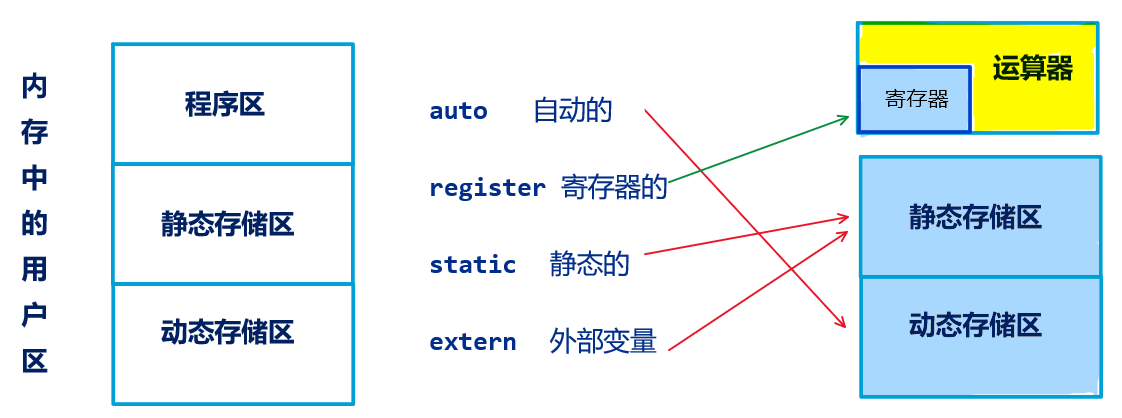 内存中的用户区
程序区
静态存储区
动态存储区
auto 自动的
register 寄存器的
static 静态的
extern 外部变量
运算器
寄存器
静态存储区
动态存储区